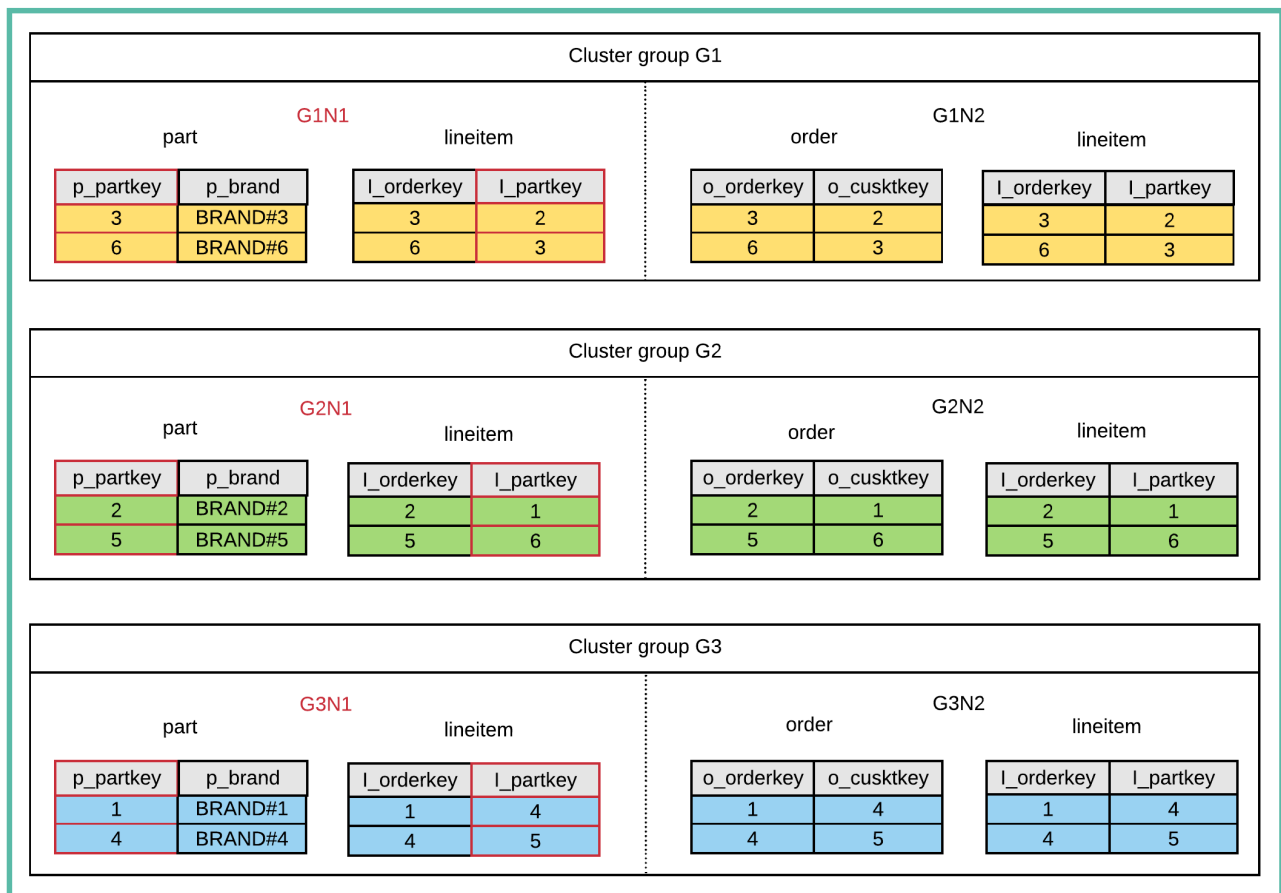 Cluster group G1
G1N1
part
lineitem
p_partkey p_brand
3 BRAND#3
6 BRAND#6
l_orderkey l_partkey
3 2
6 3
G1N2
order
lineitem
o_orderkey o_cusktkey
3 2
6 3
l_orderkey l_partkey
3 2
6 3
Cluster group G2
G2N1
part
lineitem
p_partkey p_brand
2 BRAND#2
5 BRAND#5
l_orderkey l_partkey
2 1
5 6
G2N2
order
lineitem
o_orderkey o_cusktkey
2 1
5 6
l_orderkey l_partkey
2 1
5 6
Cluster group G3
G3N1
part
lineitem
p_partkey p_brand
1 BRAND#1
4 BRAND#4
l_orderkey l_partkey
1 4
4 5
G3N2
order
lineitem
o_orderkey o_cusktkey
1 4
4 5
l_orderkey l_partkey
1 4
4 5